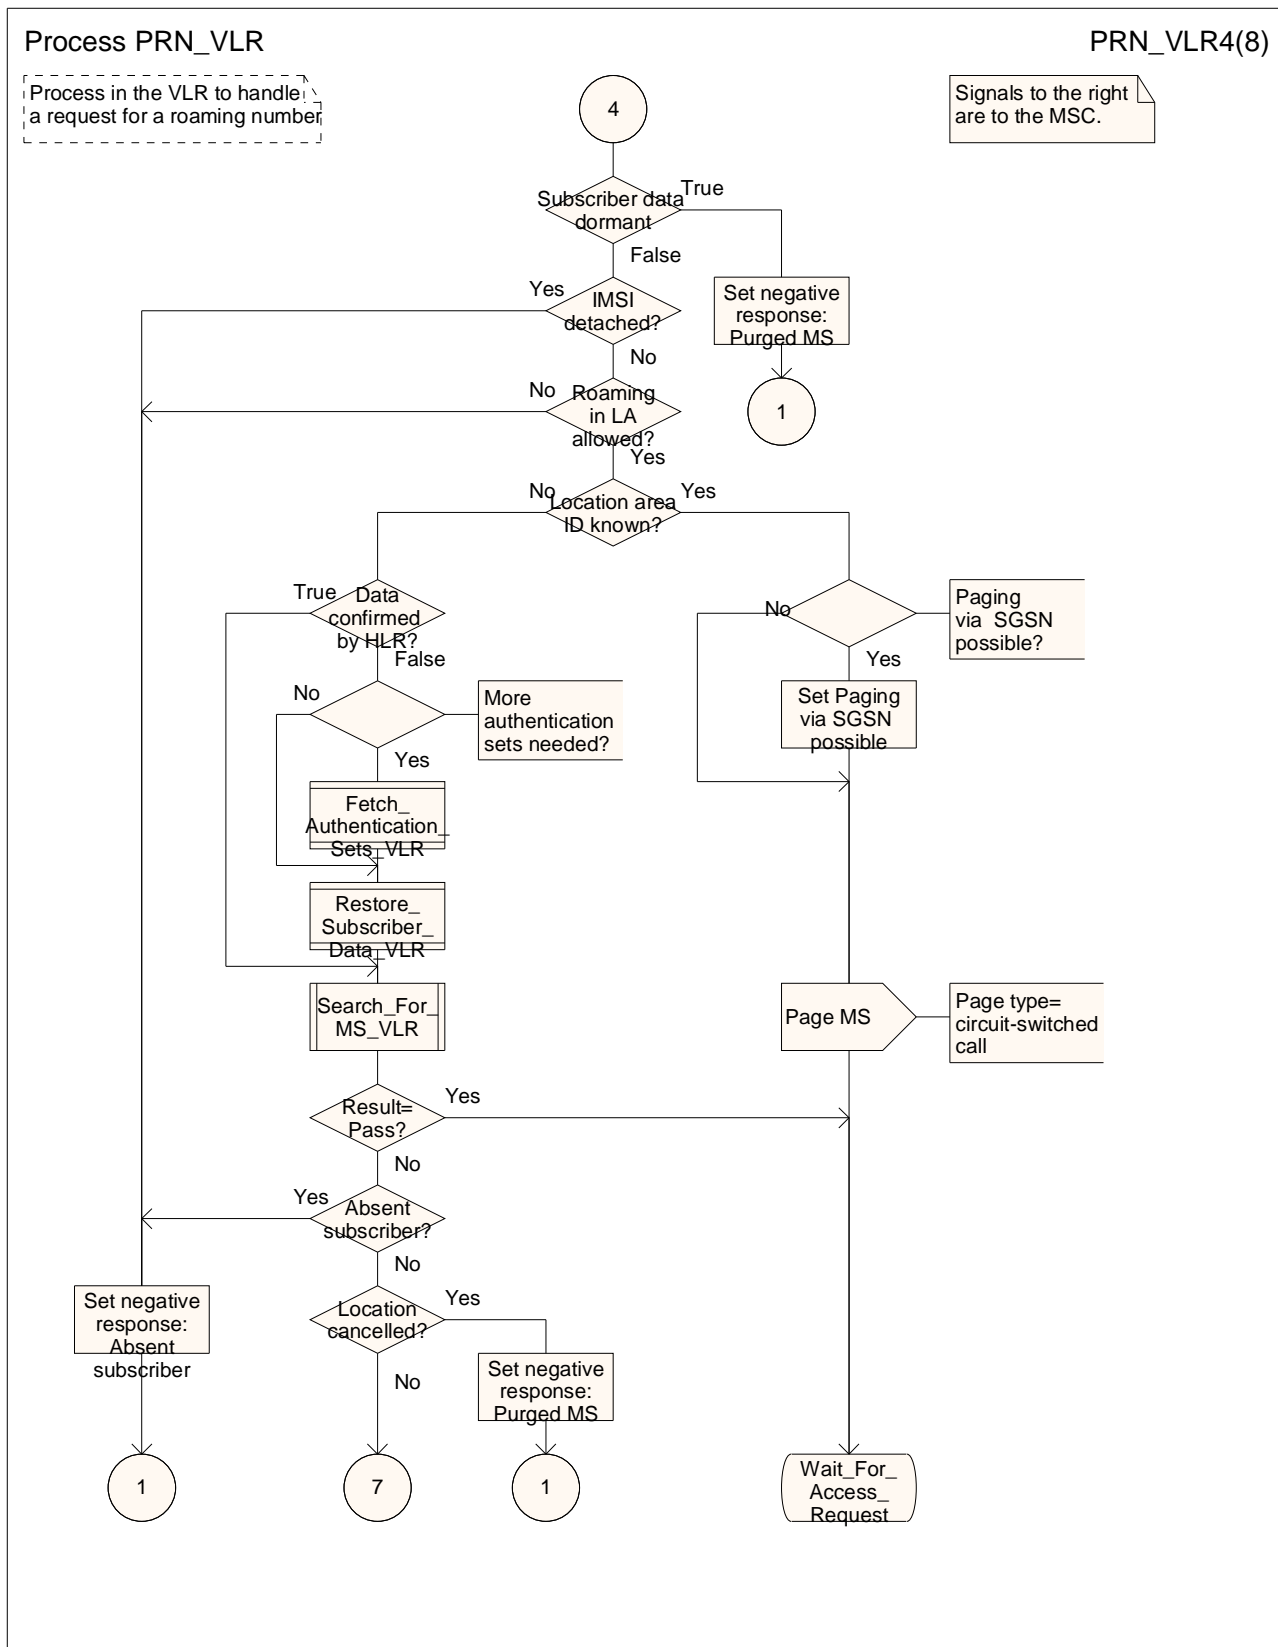 Process PRN_VLR
PRN_VLR4(8)
Process in the VLR to handle
a request for a roaming number
4
Signals to the right
are to the MSC.
Subscriber data
dormant
True
False
Yes
IMSI
detached?
No
Set negative
response:
Purged MS
1
No
Roaming
in LA
allowed?
Yes
No
Location area
ID known?
Yes
True
Data
confirmed
by HLR?
False
No
Paging
via  SGSN
possible?
Yes
No
More
authentication
sets needed?
Yes
Set Paging
via SGSN
possible
Fetch_
Authentication_
Sets_VLR
Restore_
Subscriber_
Data_VLR
Search_For_
MS_VLR
Page MS
Page type=
circuit-switched
call
Result=
Pass?
Yes
No
Yes
Absent
subscriber?
No
Set negative
response:
Absent
subscriber
Location
cancelled?
Yes
No
Set negative
response:
Purged MS
1
7
1
Wait_For_
Access_
Request